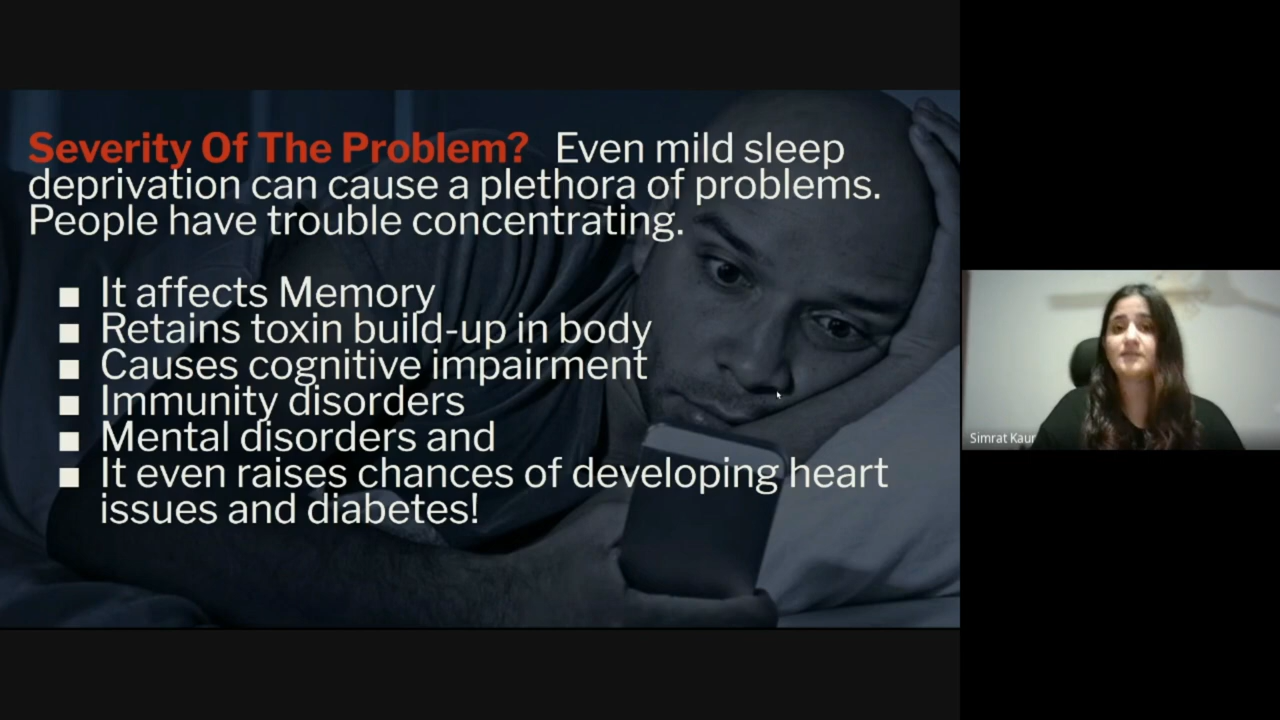 Severity Of The Problem? Even mild sleep
deprivation can cause a plethora of problems.
People have trouble concentrating.
■ It affects Memory
■ Retains toxin build-up in body
■ Causes cognitive impairment
■ Immunity disorders
■ Mental disorders and
■ It even raises chances of developing heart
issues and diabetes!
Simrat Kaur